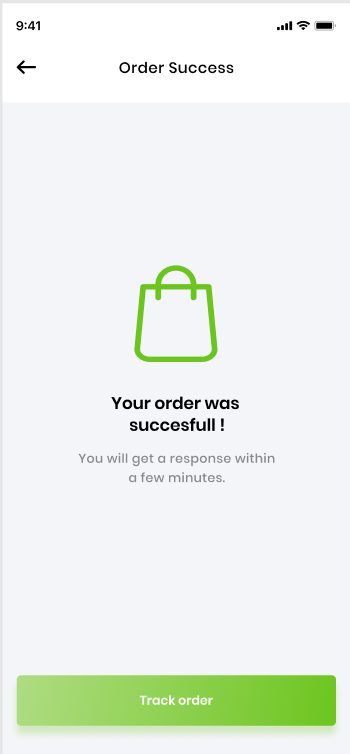 9:41
Order Success
Your order was
succesfull !
You will get a response within
a few minutes.
Track order